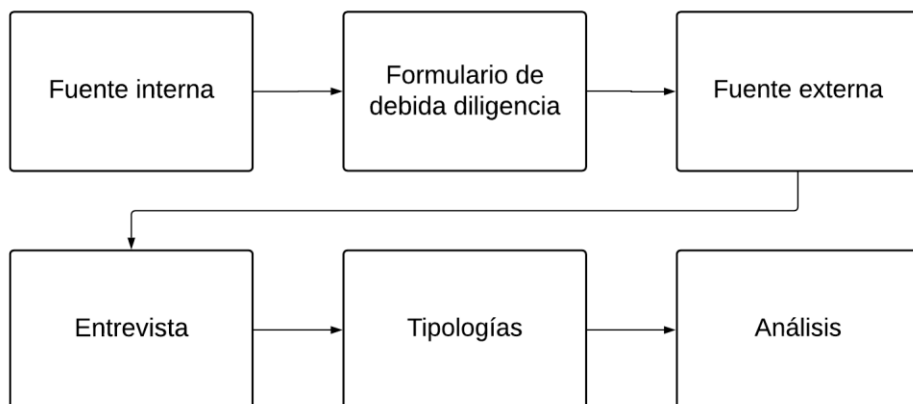 Fuente interna
Formulario de
debida diligencia
Fuente externa
Entrevista
Tipologías
Análisis